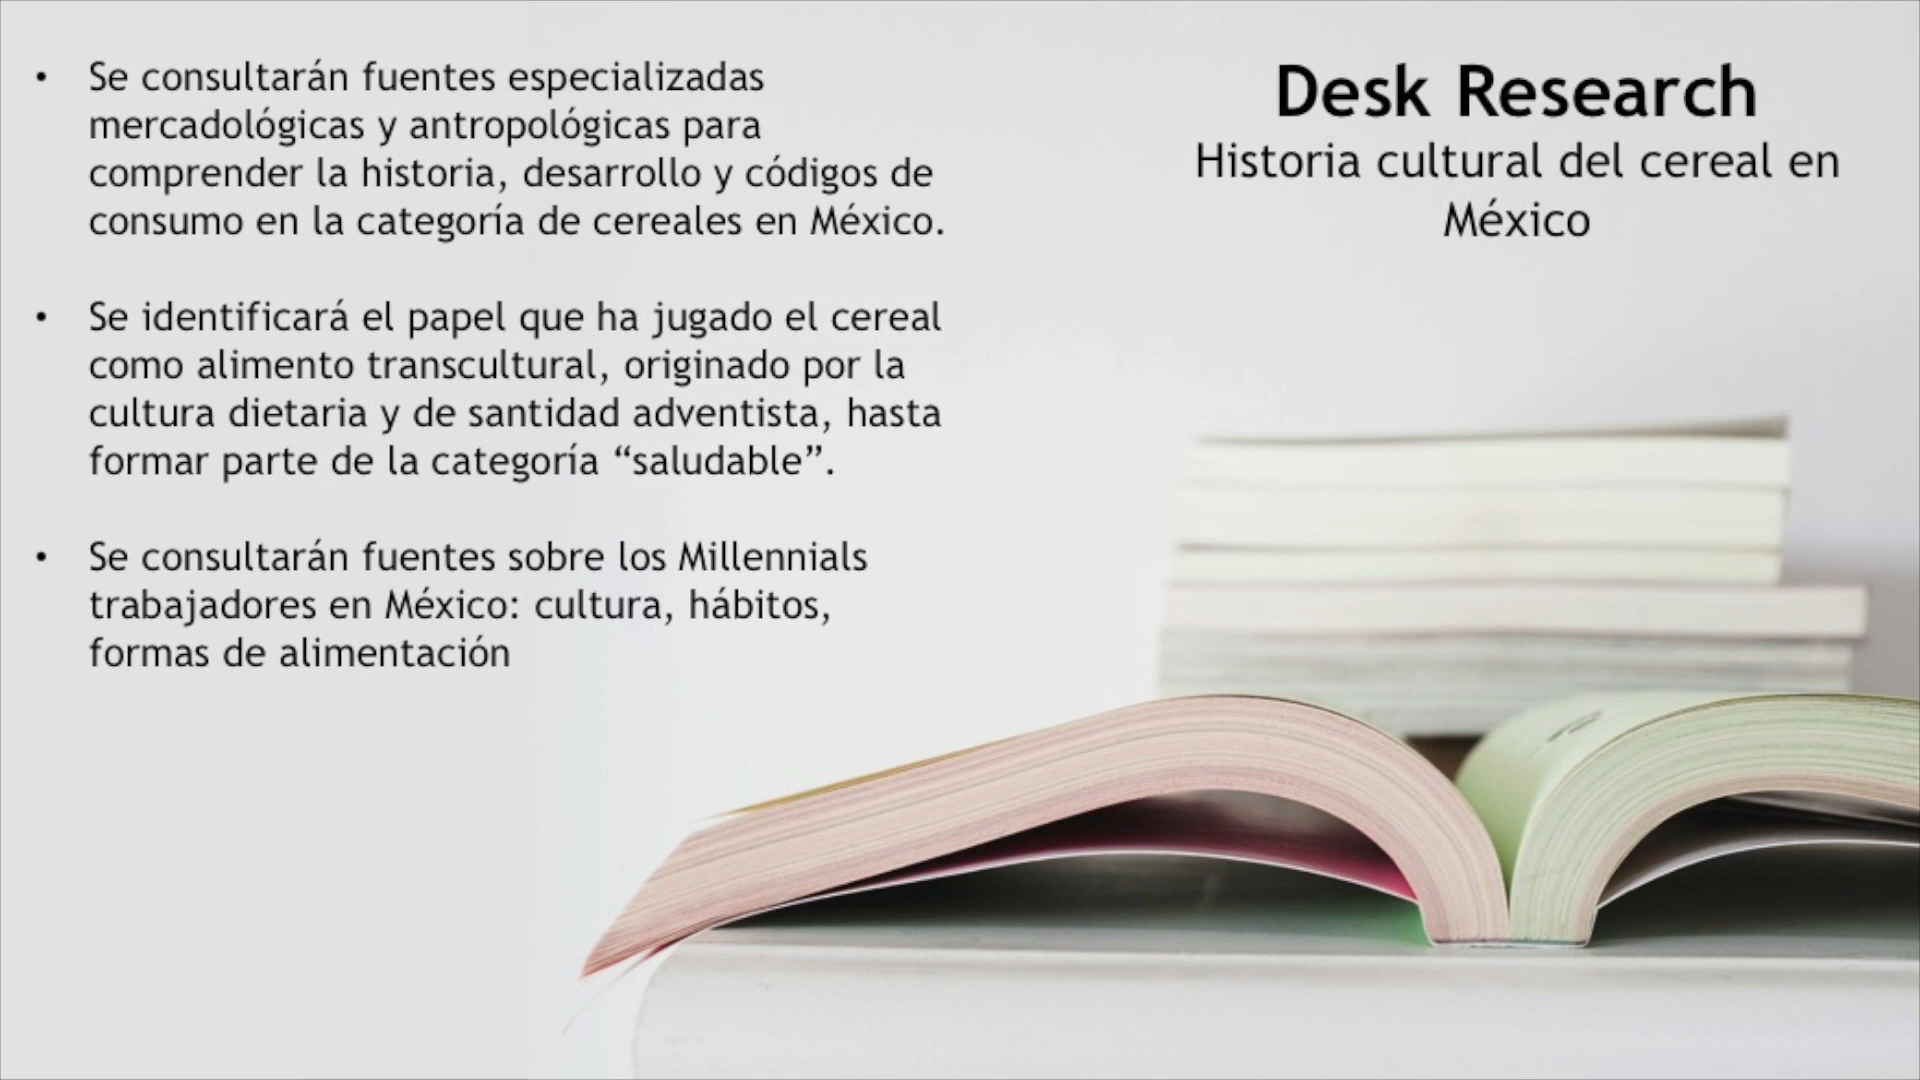 Desk Research
Historia cultural del cereal en
México
• Se consultarán fuentes especializadas
mercadológicas y antropológicas para
comprender la historia, desarrollo y códigos de
consumo en la categoría de cereales en México.
• Se identificará el papel que ha jugado el cereal
como alimento transcultural, originado por la
cultura dietaria y de santidad adventista, hasta
formar parte de la categoría “saludable”.
• Se consultarán fuentes sobre los Millennials
trabajadores en México: cultura, hábitos,
formas de alimentación